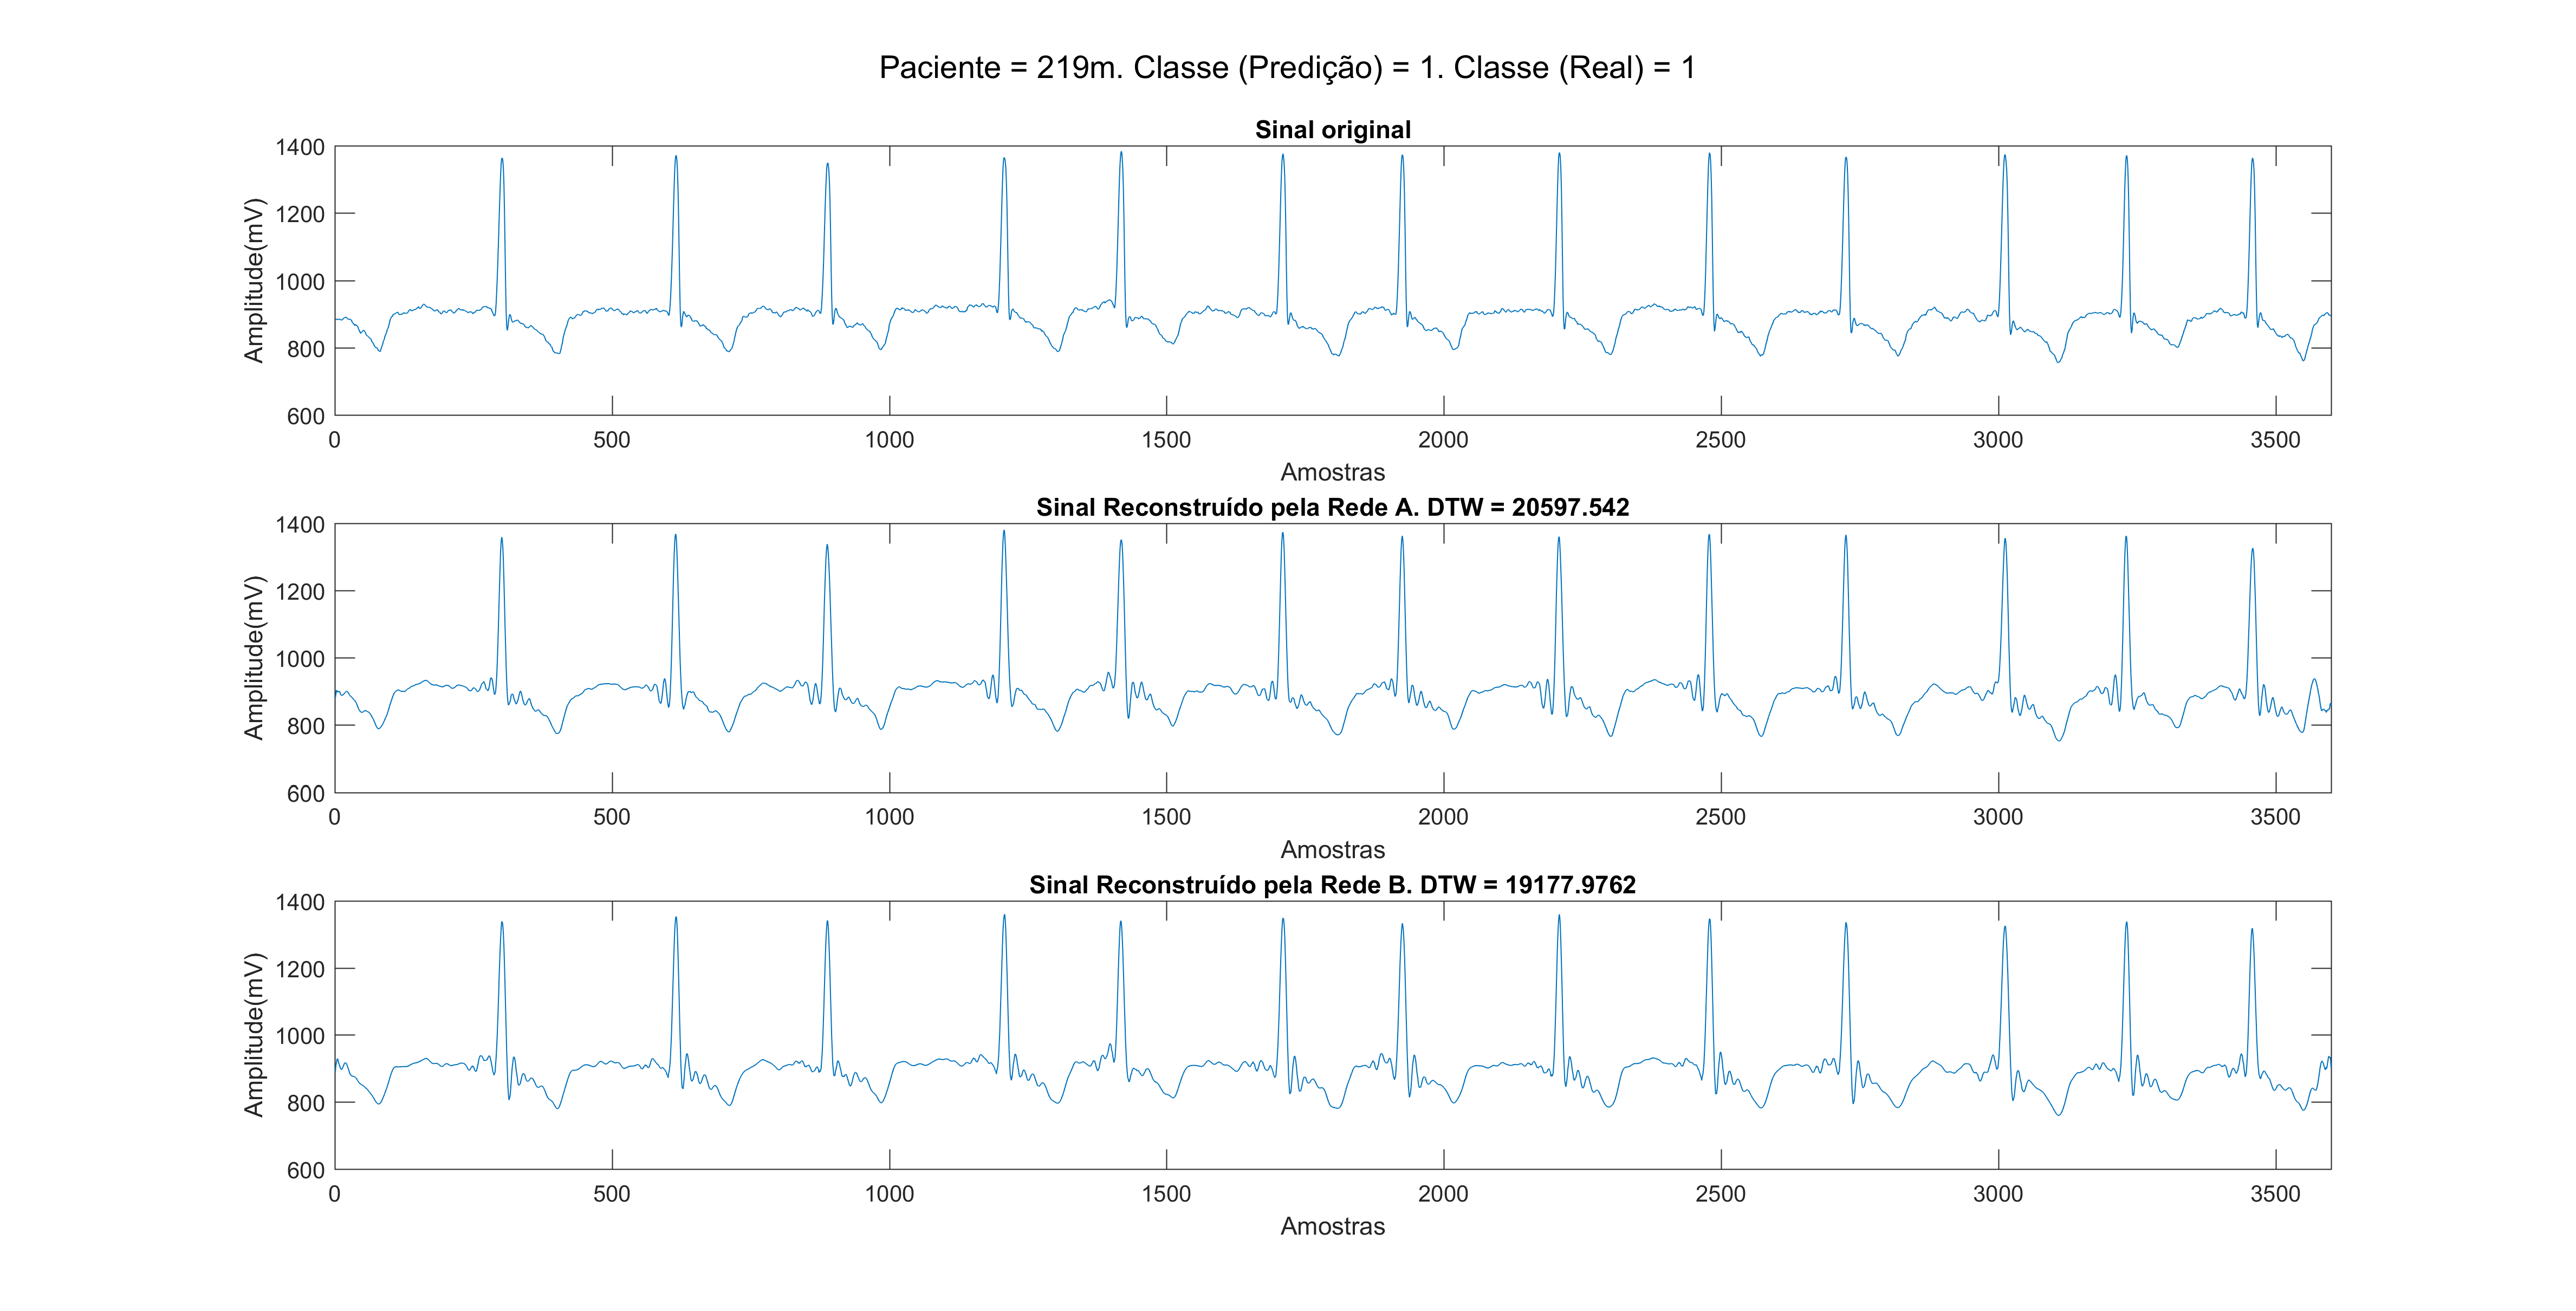 Paciente = 219m. Classe (Predição) = 1. Classe (Real) = 1
Sinal original
1400
1200
1000
800
600
Amplitude(mV)
0 500 1000 1500 2000 2500 3000 3500
Amostras
Sinal Reconstruído pela Rede A. DTW = 20597.542
1400
1200
1000
800
600
Amplitude(mV)
0 500 1000 1500 2000 2500 3000 3500
Amostras
Sinal Reconstruído pela Rede B. DTW = 19177.9762
1400
1200
1000
800
600
Amplitude(mV)
0 500 1000 1500 2000 2500 3000 3500
Amostras